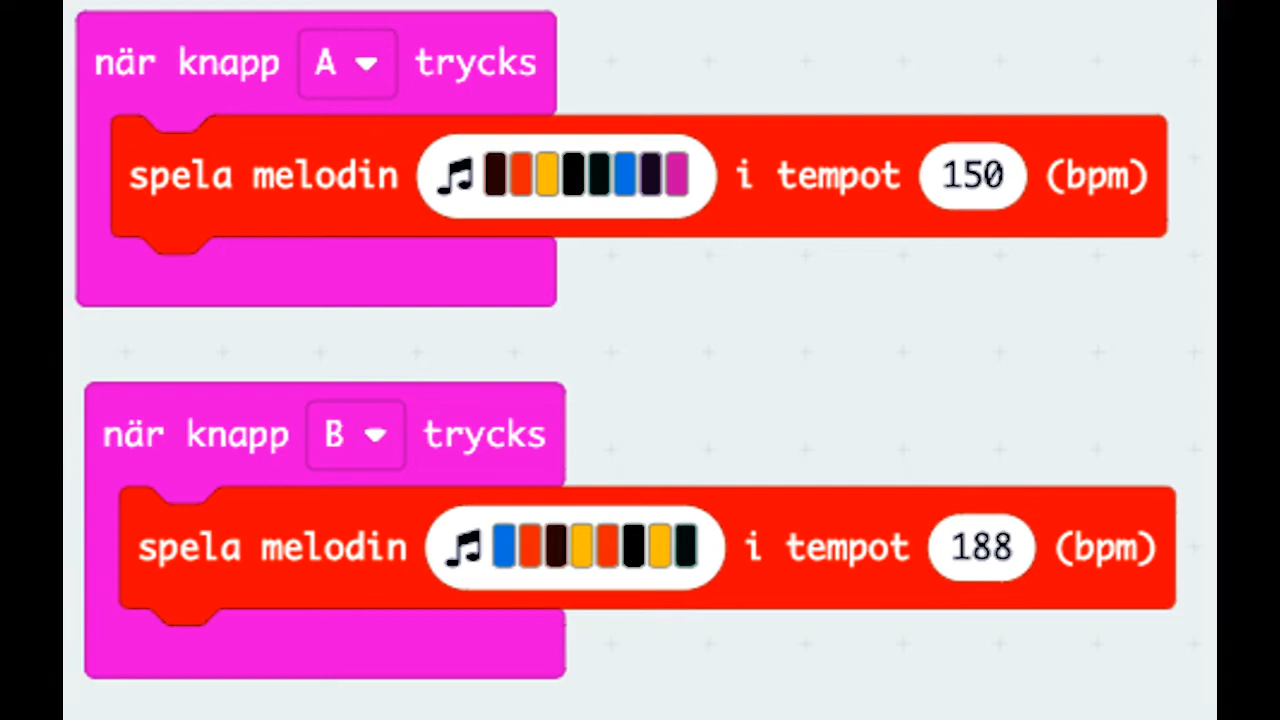 när knapp A trycks
spela melodin i tempot 150 (bpm)
när knapp B trycks
spela melodin i tempot 188 (bpm)